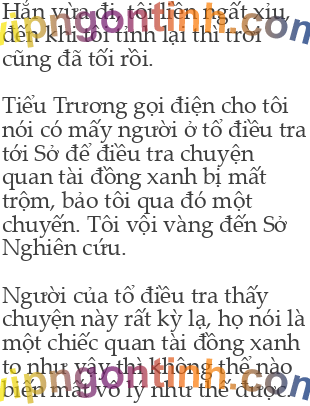 Hắn vừa đi, tôi liền ngất xỉu,
đến khi tôi tỉnh lại thì trời
cũng đã tối rồi.
Tiểu Trương gọi điện cho tôi
nói có mấy người ở tổ điều tra
tới Sở để điều tra chuyện
quan tài đồng xanh bị mất
trộm, bảo tôi qua đó một
chuyến. Tôi vội vàng đến Sở
Nghiên cứu.
Người của tổ điều tra thấy
chuyện này rất kỳ lạ, họ nói là
một chiếc quan tài đồng xanh
to như vậy thì không thể nào
biến mất vô lý như thế được.
vipngontinh.com
vipngontinh.com